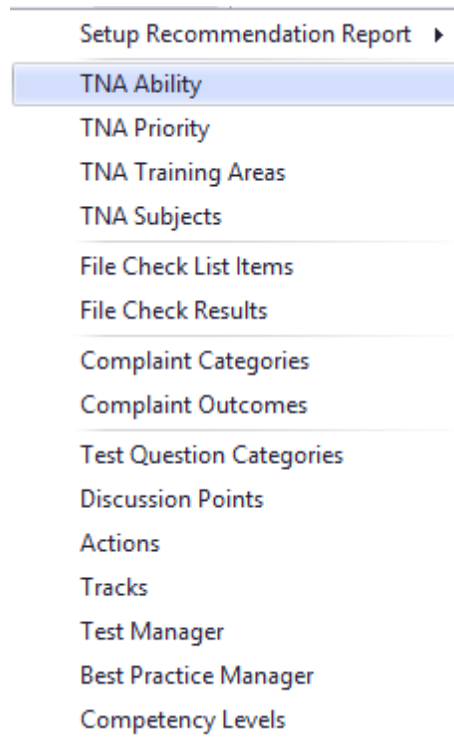 Setup Recommendation Report
TNA Ability
TNA Priority
TNA Training Areas
TNA Subjects
File Check List Items
File Check Results
Complaint Categories
Complaint Outcomes
Test Question Categories
Discussion Points
Actions
Tracks
Test Manager
Best Practice Manager
Competency Levels